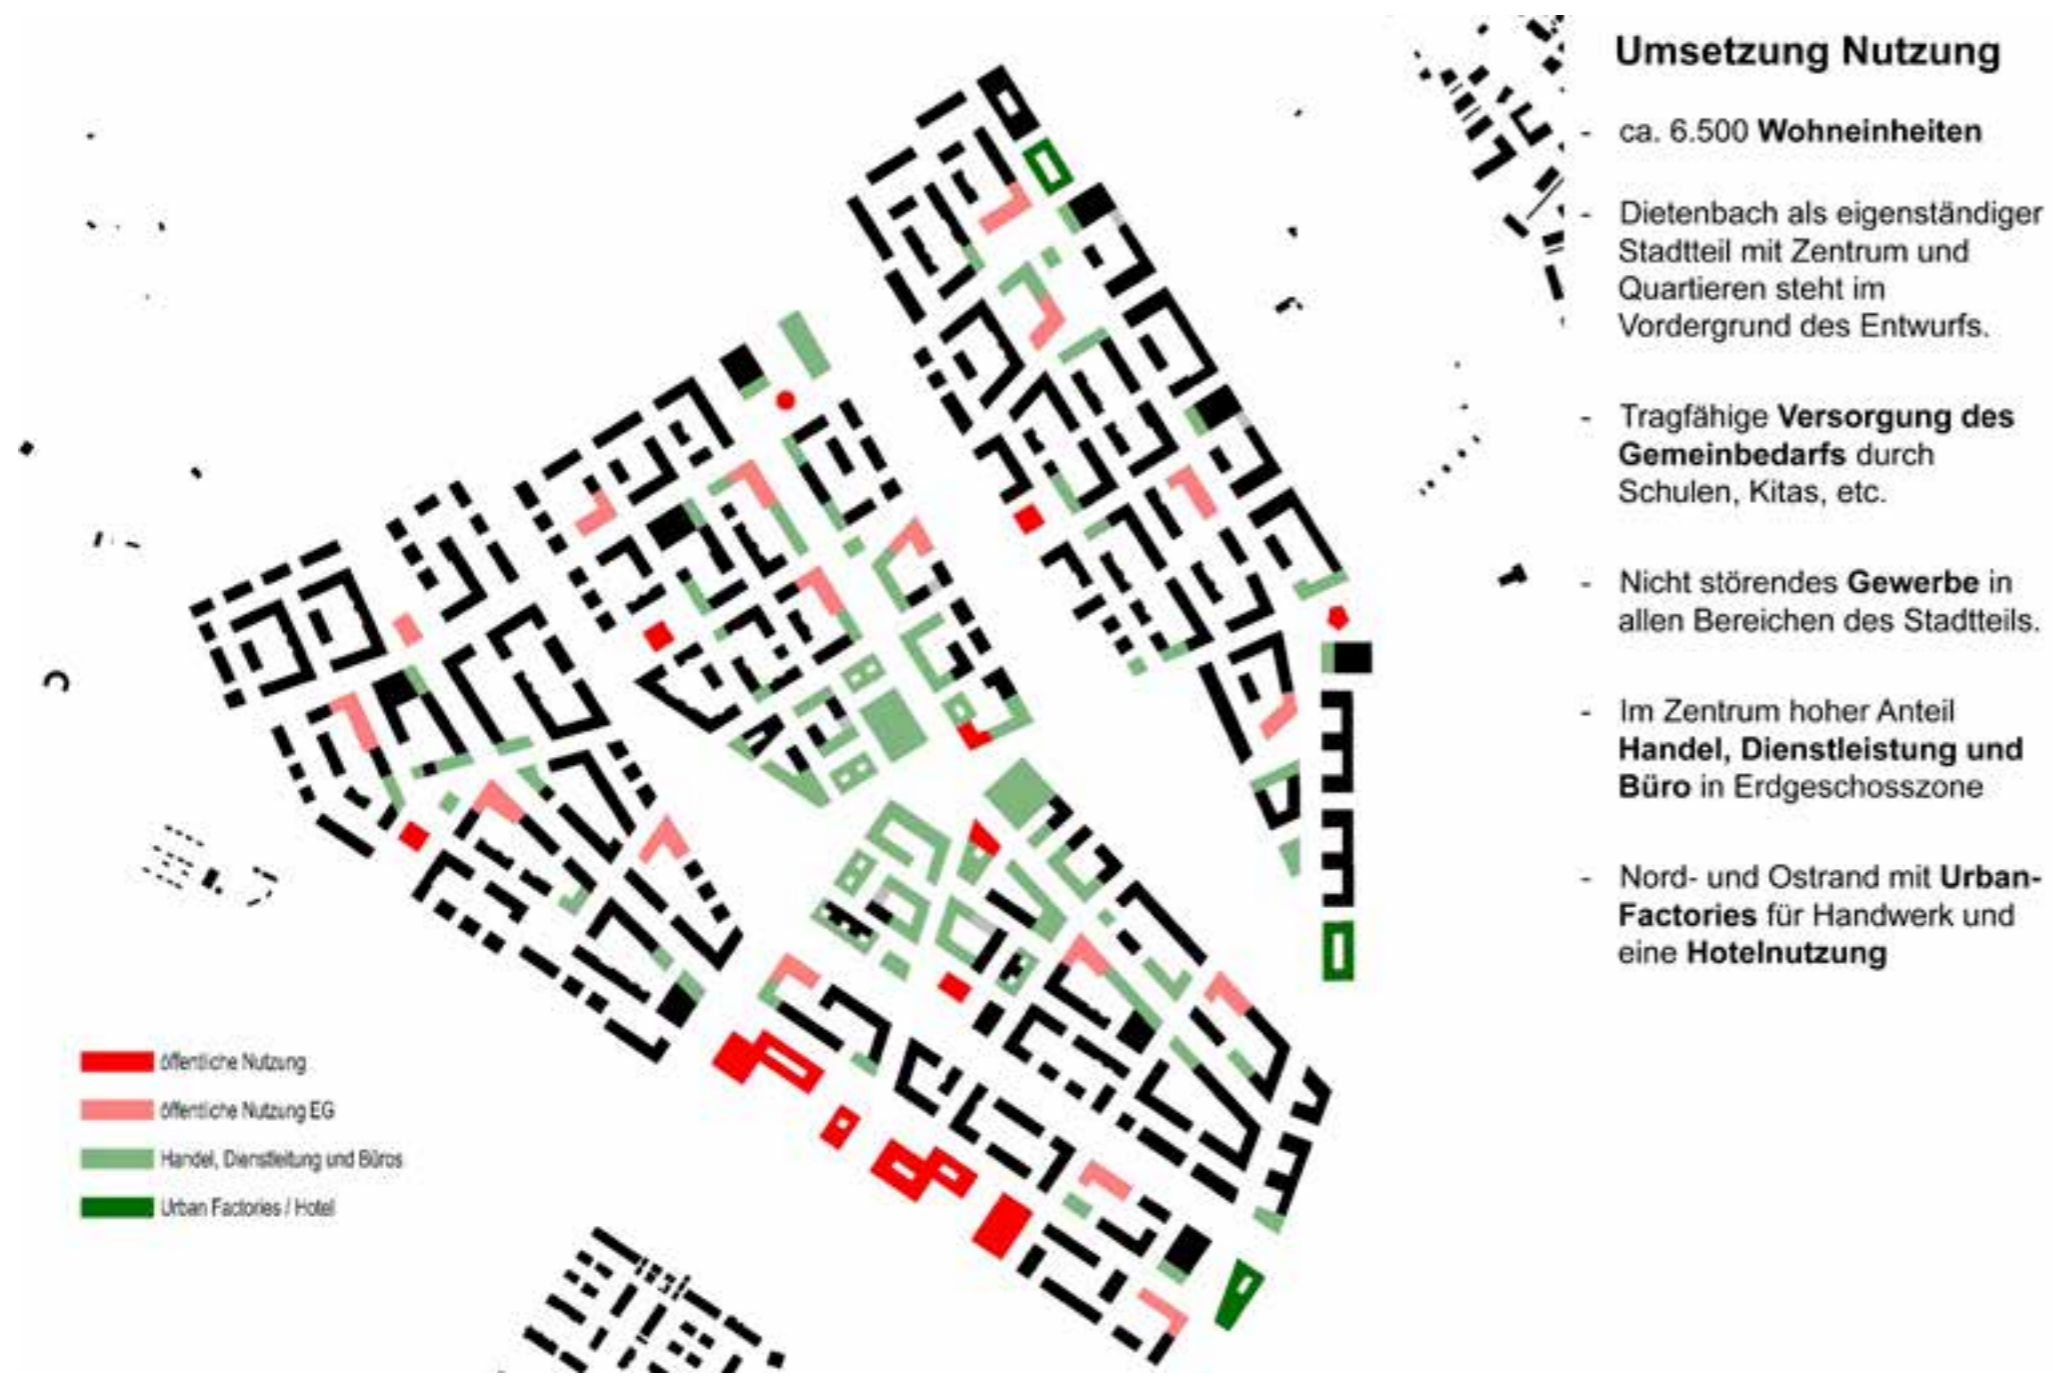 Umsetzung Nutzung
- ca. 6.500 Wohneinheiten
- Dietenbach als eigenständiger
Stadtteil mit Zentrum und
Quartieren steht im
Vordergrund des Entwurfs.
- Tragfähige Versorgung des
Gemeinbedarfs durch
Schulen, Kitas, etc.
- Nicht störendes Gewerbe in
allen Bereichen des Stadtteils.
- Im Zentrum hoher Anteil
Handel, Dienstleistung und
Büro in Erdgeschosszone
- Nord- und Ostrand mit Urban-
Factories für Handwerk und
eine Hotelnutzung
öffentliche Nutzung
öffentliche Nutzung EG
Handel, Dienstleitung und Büros
Urban Factories / Hotel